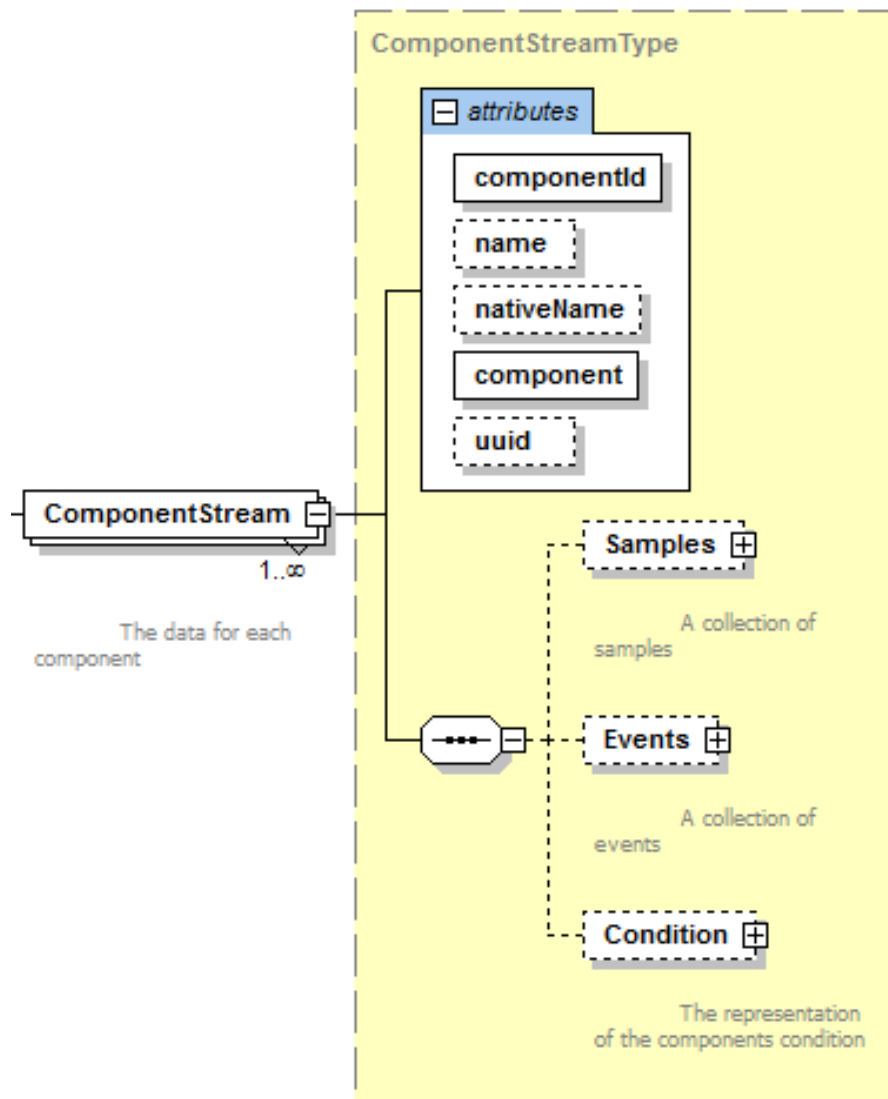 ComponentStreamType
attributes
componentId
name
nativeName
component
uuid
ComponentStream
1..∞
The data for each
component
Samples
A collection of
samples
Events
A collection of
events
Condition
The representation
of the components condition